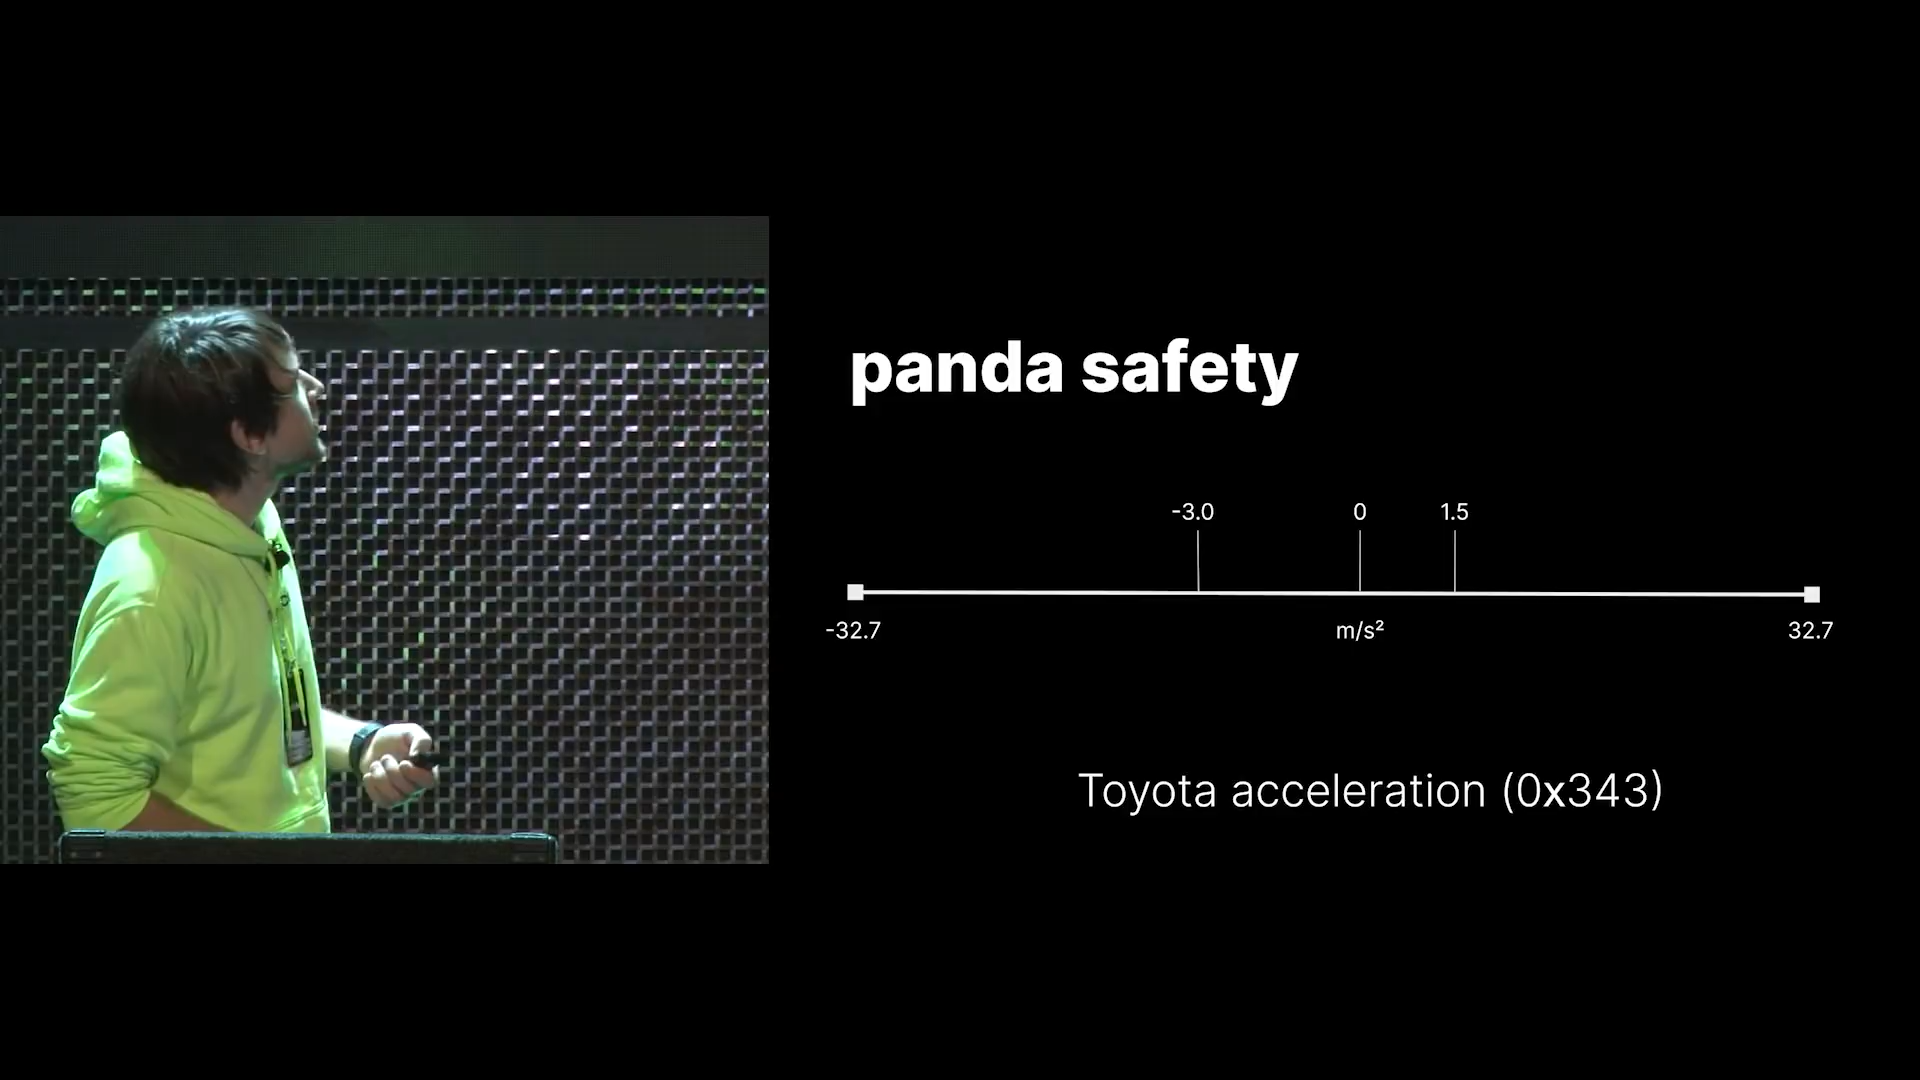 panda safety
-3.0 0 1.5
-32.7 m/s² 32.7
Toyota acceleration (0x343)